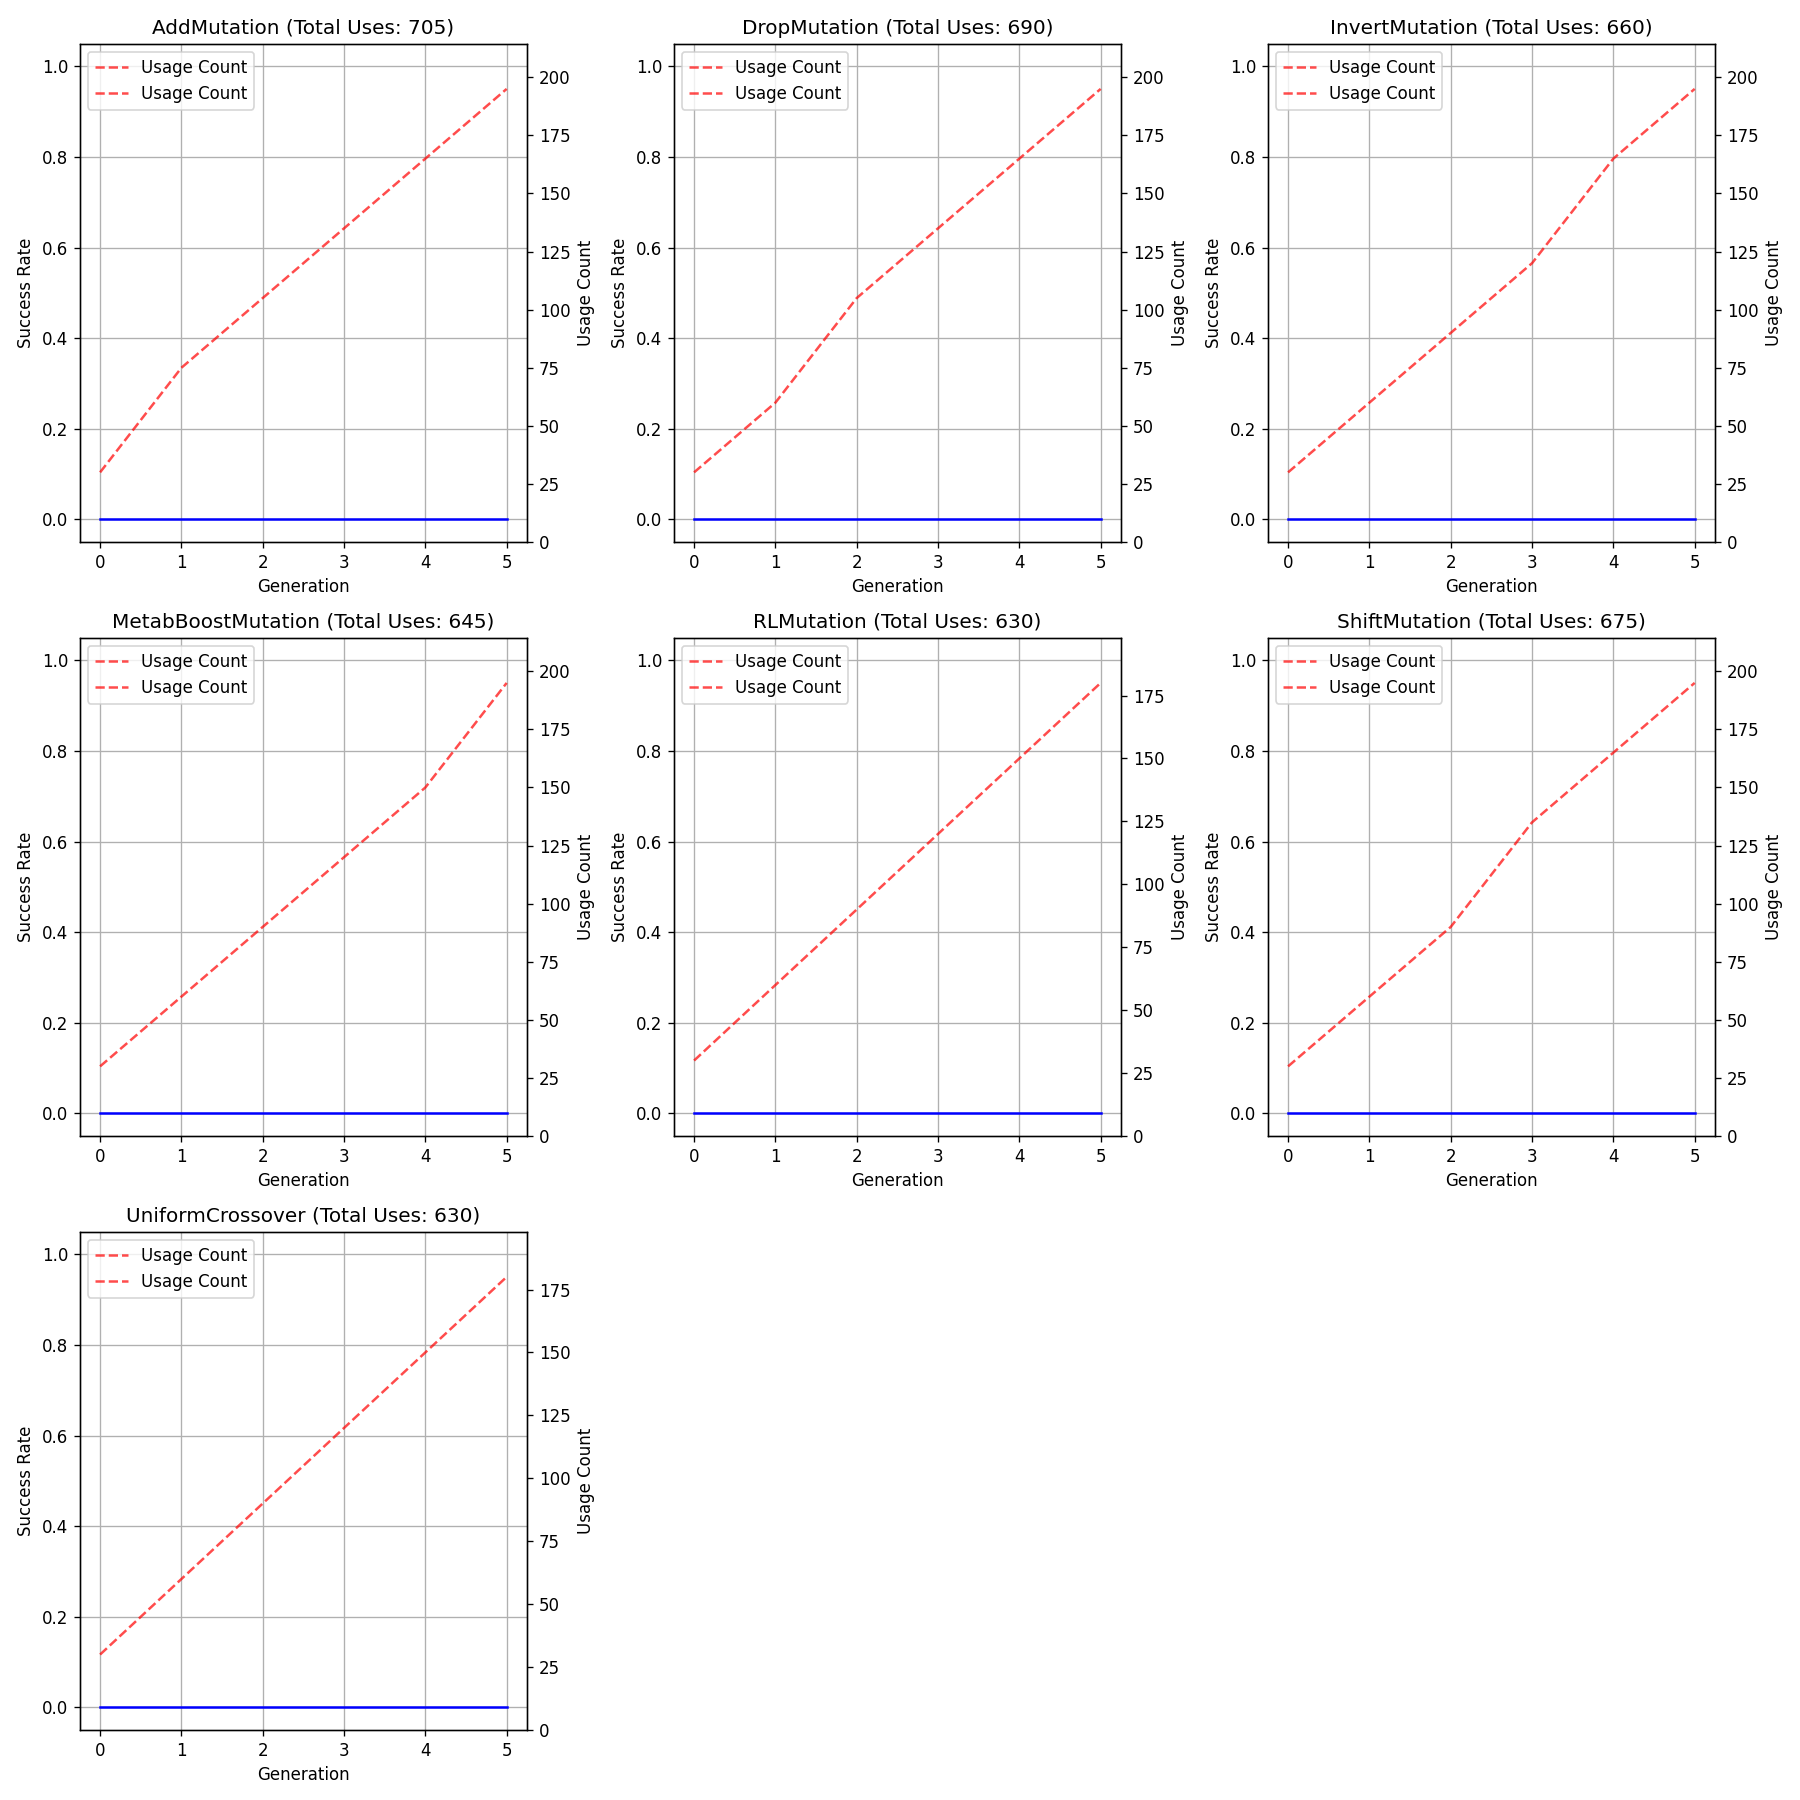 AddMutation (Total Uses: 705)
Usage Count
Usage Count
1.0
0.8
0.6
0.4
0.2
0.0
Success Rate
200
175
150
125
100
75
50
25
0
Usage Count
0 1 2 3 4 5
Generation
DropMutation (Total Uses: 690)
Usage Count
Usage Count
1.0
0.8
0.6
0.4
0.2
0.0
Success Rate
200
175
150
125
100
75
50
25
0
Usage Count
0 1 2 3 4 5
Generation
InvertMutation (Total Uses: 660)
Usage Count
Usage Count
1.0
0.8
0.6
0.4
0.2
0.0
Success Rate
200
175
150
125
100
75
50
25
0
Usage Count
0 1 2 3 4 5
Generation
MetabBoostMutation (Total Uses: 645)
Usage Count
Usage Count
1.0
0.8
0.6
0.4
0.2
0.0
Success Rate
200
175
150
125
100
75
50
25
0
Usage Count
0 1 2 3 4 5
Generation
RLMutation (Total Uses: 630)
Usage Count
Usage Count
1.0
0.8
0.6
0.4
0.2
0.0
Success Rate
175
150
125
100
75
50
25
0
Usage Count
0 1 2 3 4 5
Generation
ShiftMutation (Total Uses: 675)
Usage Count
Usage Count
1.0
0.8
0.6
0.4
0.2
0.0
Success Rate
200
175
150
125
100
75
50
25
0
Usage Count
0 1 2 3 4 5
Generation
UniformCrossover (Total Uses: 630)
Usage Count
Usage Count
1.0
0.8
0.6
0.4
0.2
0.0
Success Rate
175
150
125
100
75
50
25
0
Usage Count
0 1 2 3 4 5
Generation